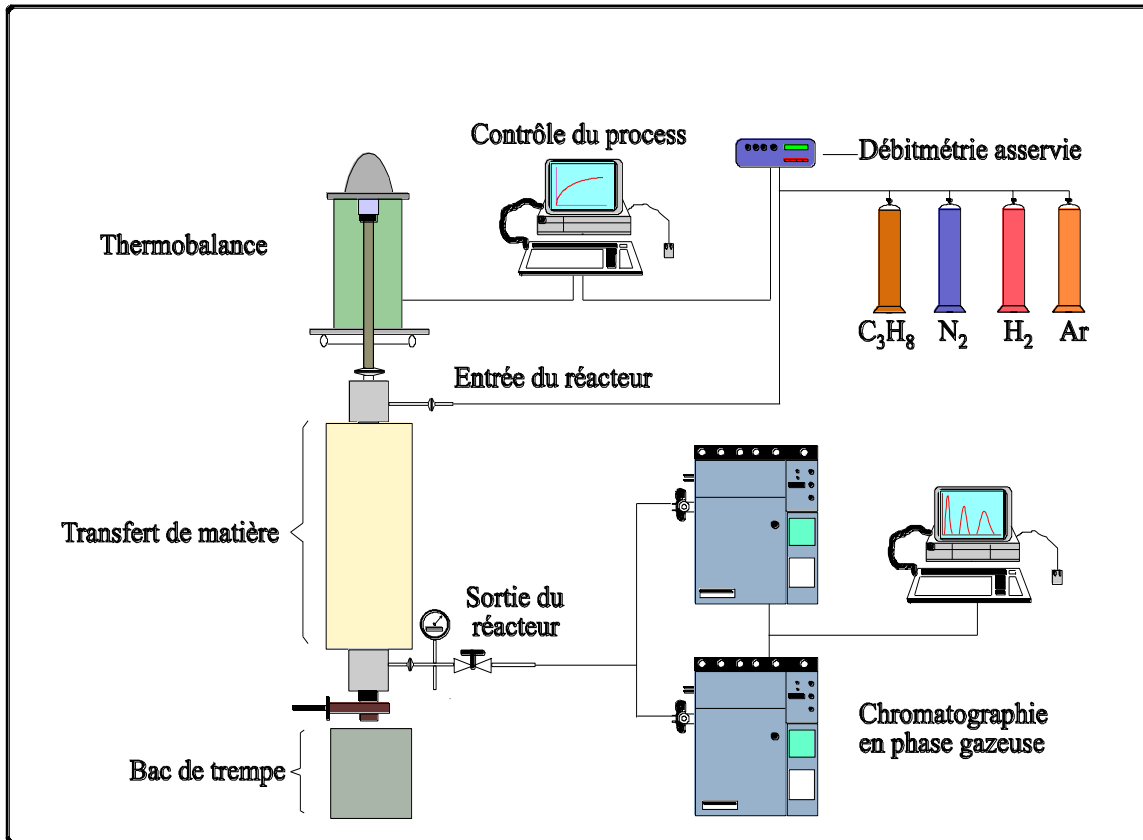 Contrôle du process
Débitmétrie asservie
Thermobalance
C₃H₈ N₂ H₂ Ar
Entrée du réacteur
Transfert de matière
Sortie du
réacteur
Chromatographie
en phase gazeuse
Bac de trempe